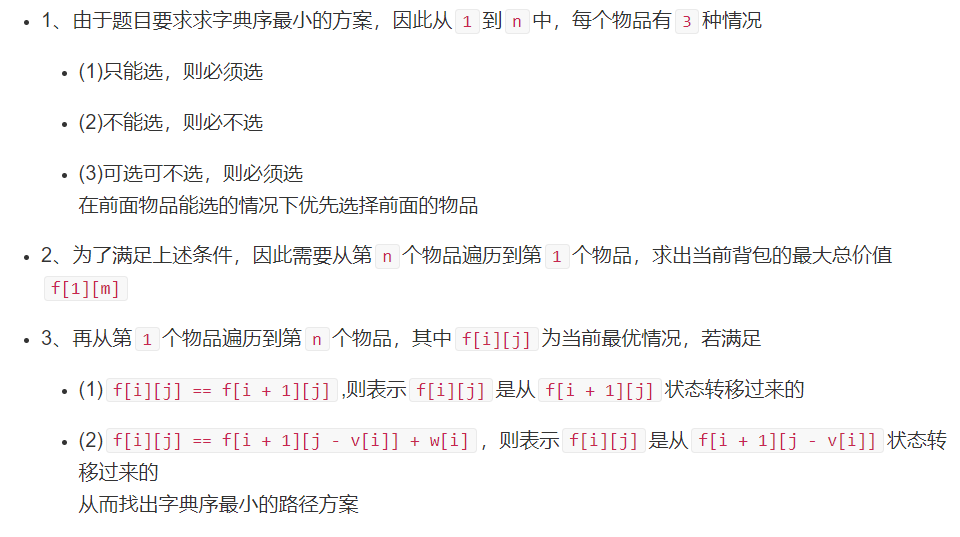 1、由于题目要求求字典序最小的方案，因此从 1 到 n 中，每个物品有 3 种情况
(1)只能选，则必须选
(2)不能选，则必不选
(3)可选可不选，则必须选
在前面物品能选的情况下优先选择前面的物品
2、为了满足上述条件，因此需要从第 n 个物品遍历到第 1 个物品，求出当前背包的最大总价值
f[1][m]
3、再从第 1 个物品遍历到第 n 个物品，其中 f[i][j] 为当前最优情况，若满足
(1) f[i][j] == f[i + 1][j] ,则表示 f[i][j] 是从 f[i + 1][j] 状态转移过来的
(2) f[i][j] == f[i + 1][j - v[i]] + w[i] ，则表示 f[i][j] 是从 f[i + 1][j - v[i]] 状态转
移过来的
从而找出字典序最小的路径方案